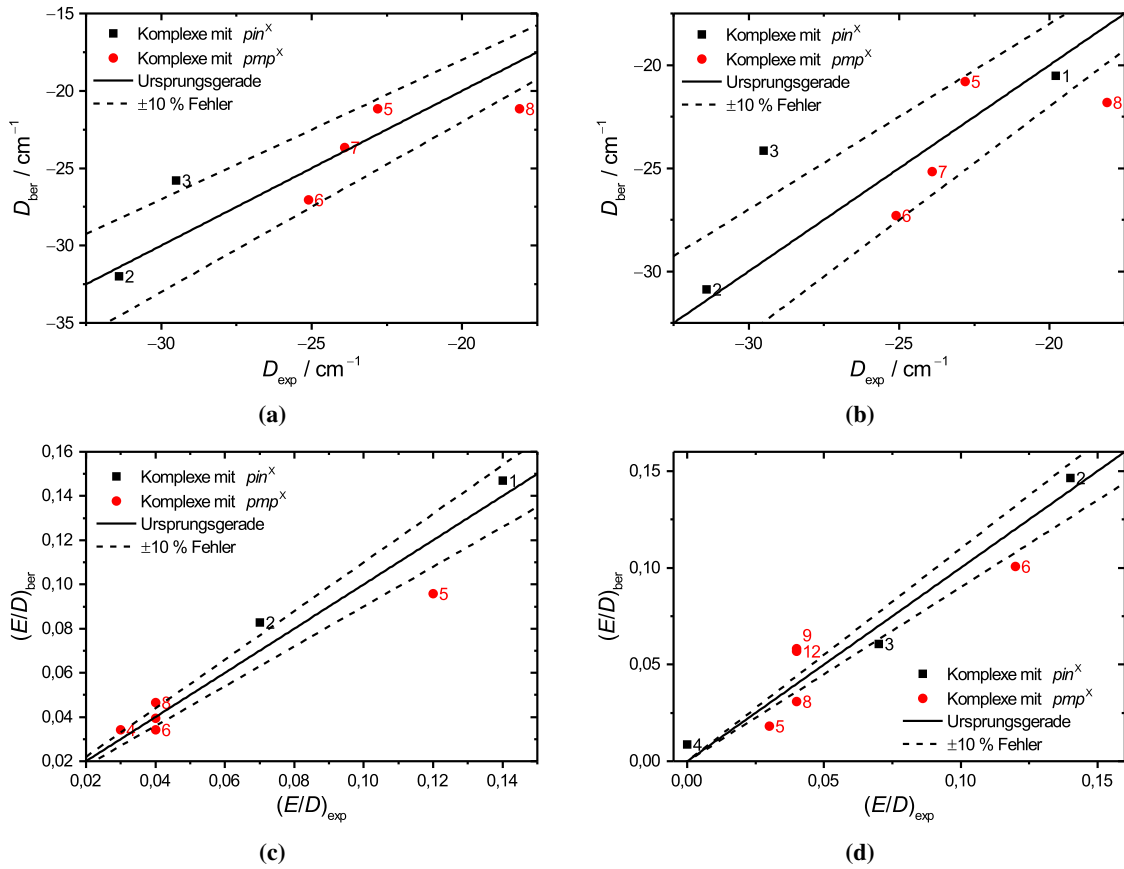 −15
−20
−25
−30
−35
D_ber / cm⁻¹
Komplexe mit pin^X
Komplexe mit pmp^X
Ursprungsgerade
±10 % Fehler
5
8
7
3
6
2
−30
−25
−20
D_exp / cm⁻¹
(a)
−20
−25
−30
D_ber / cm⁻¹
Komplexe mit pin^X
Komplexe mit pmp^X
Ursprungsgerade
±10 % Fehler
5
1
8
3
7
6
2
−30
−25
−20
D_exp / cm⁻¹
(b)
0,16
0,14
0,12
0,10
0,08
0,06
0,04
0,02
(E/D)_ber
Komplexe mit pin^X
Komplexe mit pmp^X
Ursprungsgerade
±10 % Fehler
1
5
2
8
4
6
0,02
0,04
0,06
0,08
0,10
0,12
0,14
(E/D)_exp
(c)
0,15
0,10
0,05
0,00
(E/D)_ber
2
6
9
12
3
8
5
4
Komplexe mit pin^X
Komplexe mit pmp^X
Ursprungsgerade
±10 % Fehler
0,00
0,05
0,10
0,15
(E/D)_exp
(d)